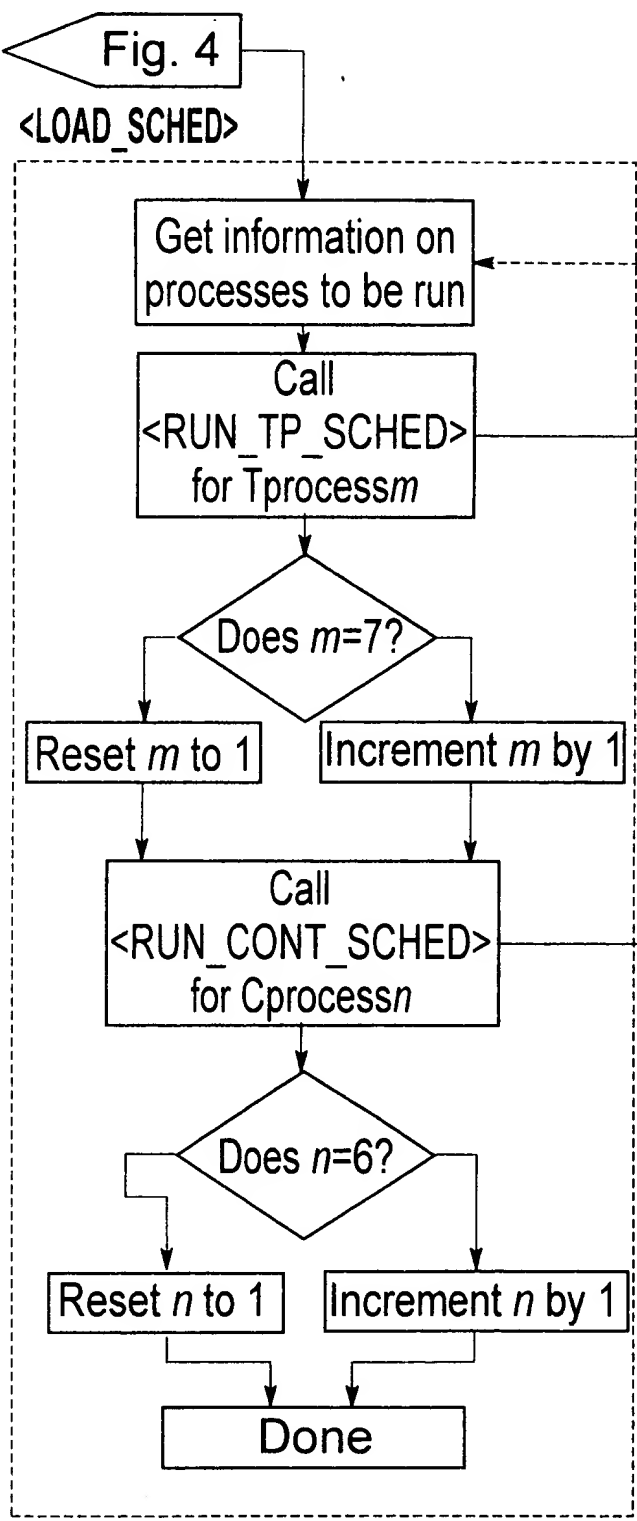 Fig. 4
<LOAD_SCHED>
Get information on
processes to be run
Call
<RUN_TP_SCHED>
for Tprocessm
Does m=7?
Reset m to 1
Increment m by 1
Call
<RUN_CONT_SCHED>
for Cprocessn
Does n=6?
Reset n to 1
Increment n by 1
Done